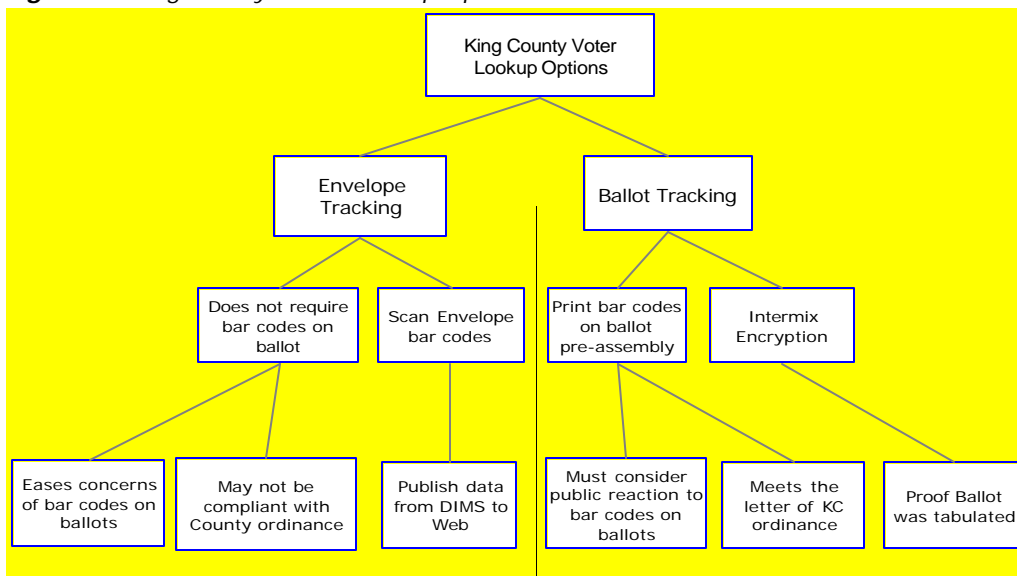 King County Voter
Lookup Options
Envelope
Tracking
Ballot Tracking
Does not require
bar codes on
ballot
Scan Envelope
bar codes
Print bar codes
on ballot
pre-assembly
Intermix
Encryption
Eases concerns
of bar codes on
ballots
May not be
compliant with
County ordinance
Publish data
from DIMS to
Web
Must consider
public reaction to
bar codes on
ballots
Meets the
letter of KC
ordinance
Proof Ballot
was tabulated